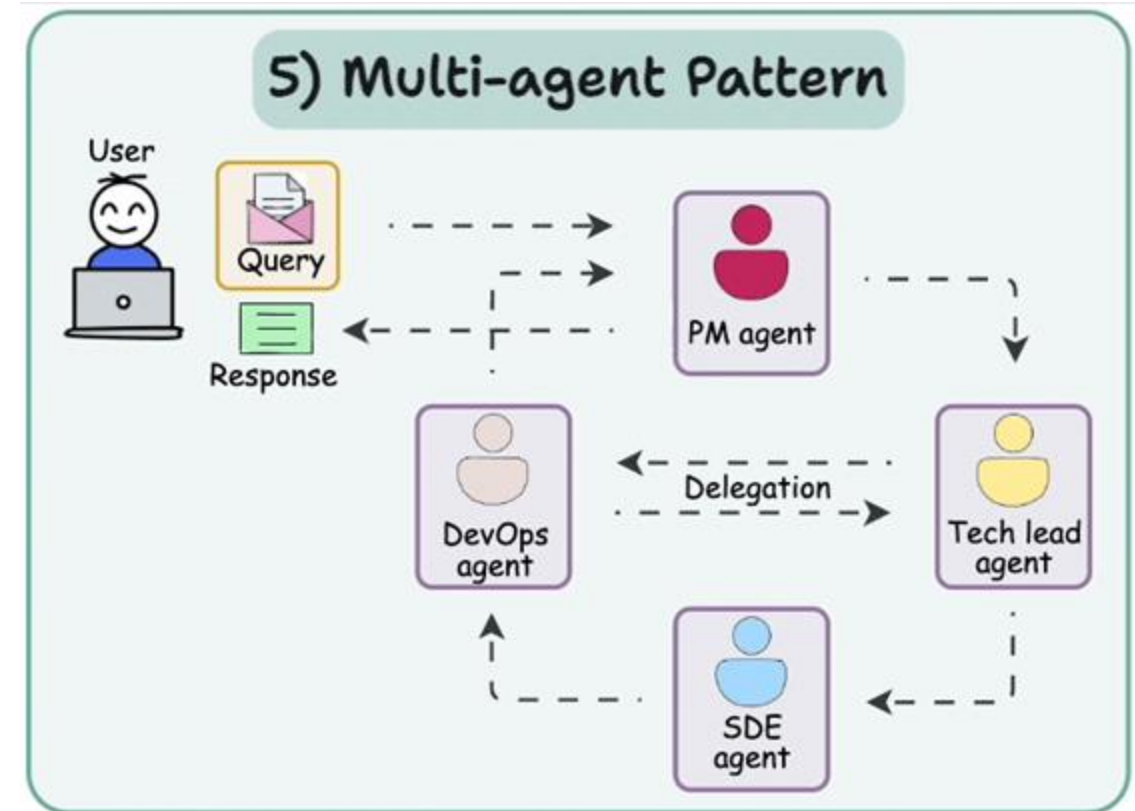 5) Multi-agent Pattern
User
Query
Response
PM agent
Delegation
DevOps
agent
Tech lead
agent
SDE
agent